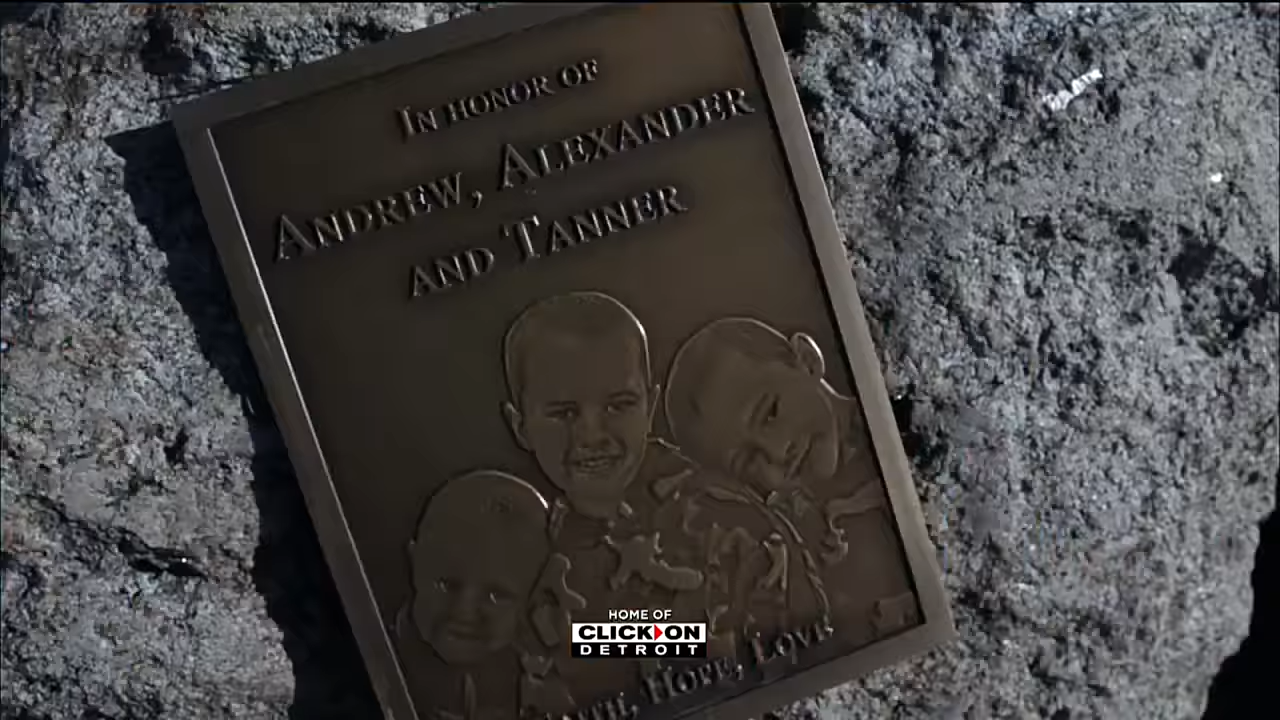 IN HONOR OF
ANDREW, ALEXANDER
AND TANNER
HOME OF
CLICK ON
DETROIT
HOPE, LOVE